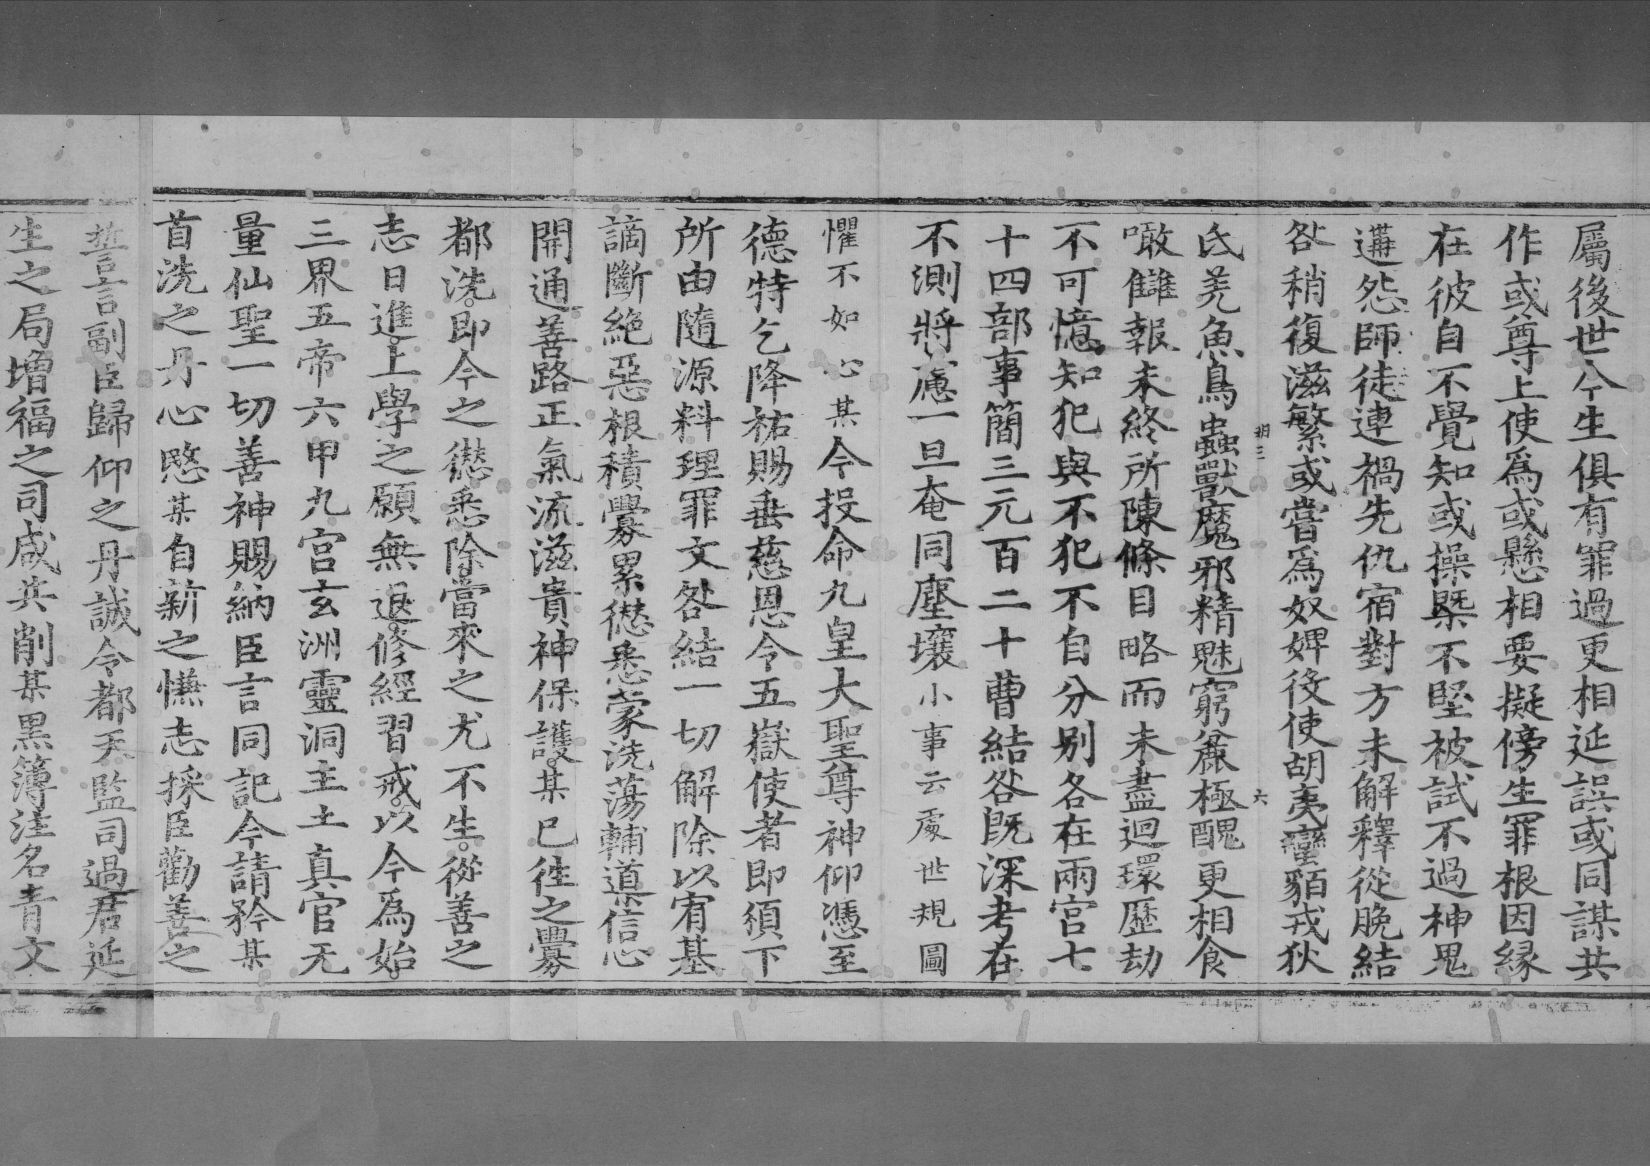 屬後世今生俱有罪過更相延誤或同謀共
作或尊上使爲或懸相要擬傍生罪根因緣
在彼自不覺知或操槩不堅被試不過神鬼
遘怨師徒連禍先仇宿對方未解釋從脕結
咎稍復滋繁或嘗爲奴婢役使胡夷蠻貊戎狄
朙三
六
氐羌魚鳥蟲獸魔邪精魅窮麄極醜更相食
噉讎報未終所陳條目略而未盡迴環歷劫
不可憶知犯與不犯不自分別各在兩宮七
十四部事簡三元百二十曹結咎旣深考在
不測將慮一旦奄同塵壤小事云處世規圖
懼不如心某今投命九皇大聖尊神仰憑至
德特乞降祐賜垂慈恩今五嶽使者即須下
所由隨源料理罪文咎結一切解除以宥基
謫斷絶惡根積釁累愆悉蒙洗蕩輔道信心
開通善路正氣流滋貴神保護某已徃之釁
都洗即今之愆悉除當來之尤不生從善之
志日進上學之願無退修經習戒以今爲始
三界五帝六甲九宮玄洲靈洞主土真官无
量仙聖一切善神賜納臣言同記今請矜某
首洗之丹心愍某自新之憔志採臣勸善之
誓言副臣歸仰之丹誠今都天監司過君延
生之局增福之司咸共削某黑簿注名青文